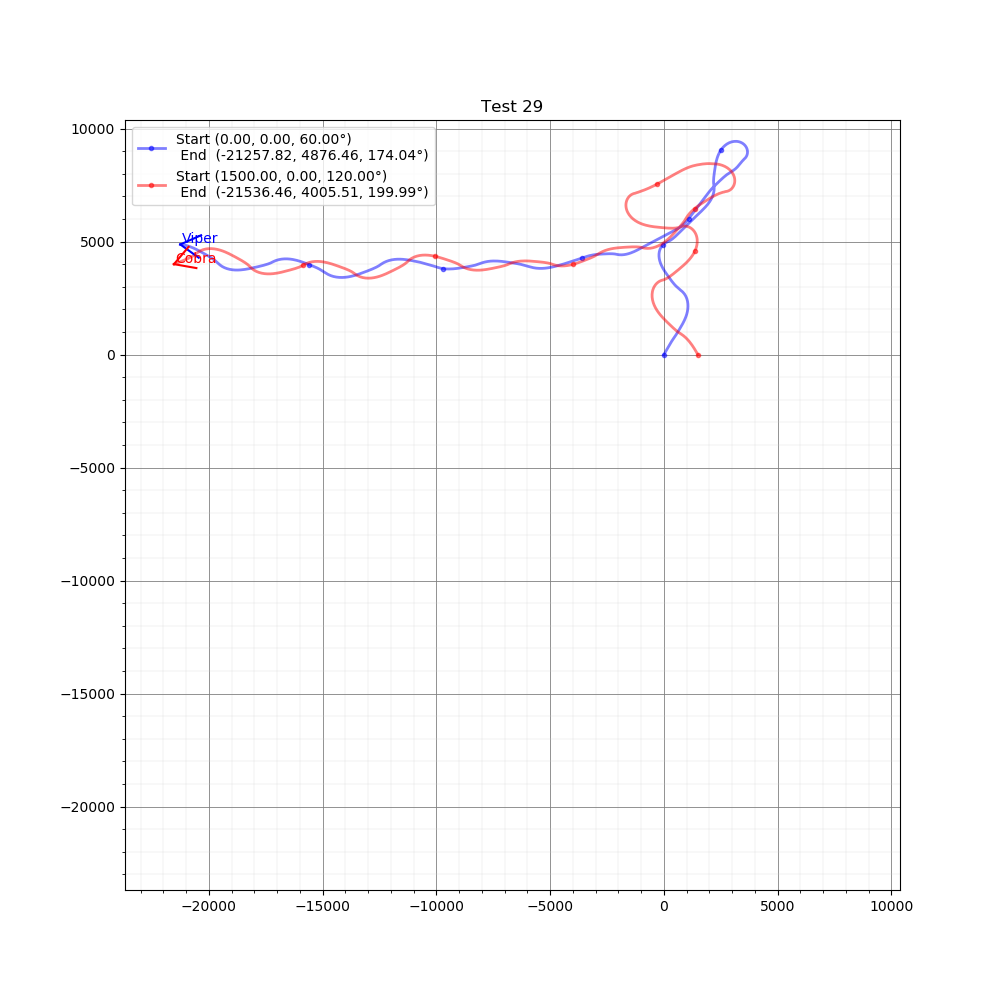 Test 29
Start (0.00, 0.00, 60.00°)
End (-21257.82, 4876.46, 174.04°)
Start (1500.00, 0.00, 120.00°)
End (-21536.46, 4005.51, 199.99°)
Viper
Cobra
10000
5000
0
−5000
−10000
−15000
−20000
−20000 −15000 −10000 −5000 0 5000 10000